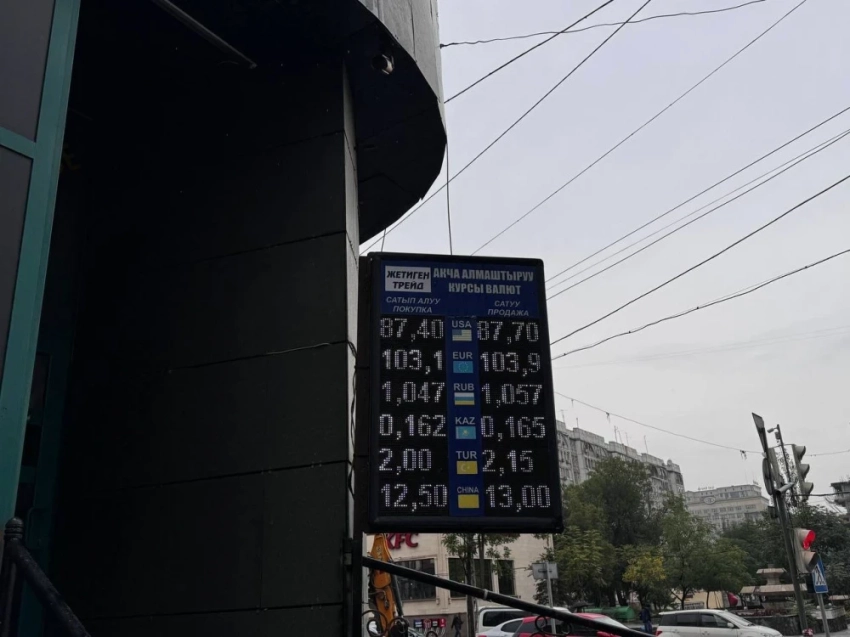 ЖЕТИГЕН
ТРЕЙД
АКЧА АЛМАШТЫРУУ
КУРСЫ ВАЛЮТ
САТЫП АЛУУ
ПОКУПКА
САТУУ
ПРОДАЖА
87,40 USA 87,70
103,1 EUR 103,9
1,047 RUB 1,057
0,162 KAZ 0,165
2,00 TUR 2,15
12,50 CHINA 13,00
KFC